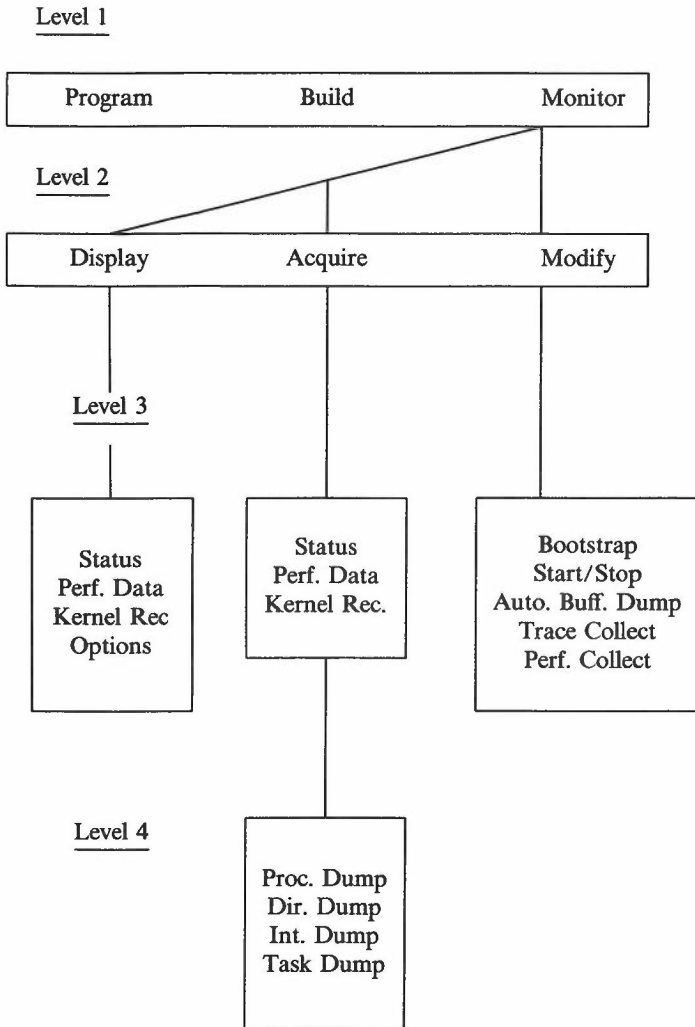 Level 1
Program Build Monitor
Level 2
Display Acquire Modify
Level 3
Status
Perf. Data
Kernel Rec
Options
Status
Perf. Data
Kernel Rec.
Bootstrap
Start/Stop
Auto. Buff. Dump
Trace Collect
Perf. Collect
Level 4
Proc. Dump
Dir. Dump
Int. Dump
Task Dump